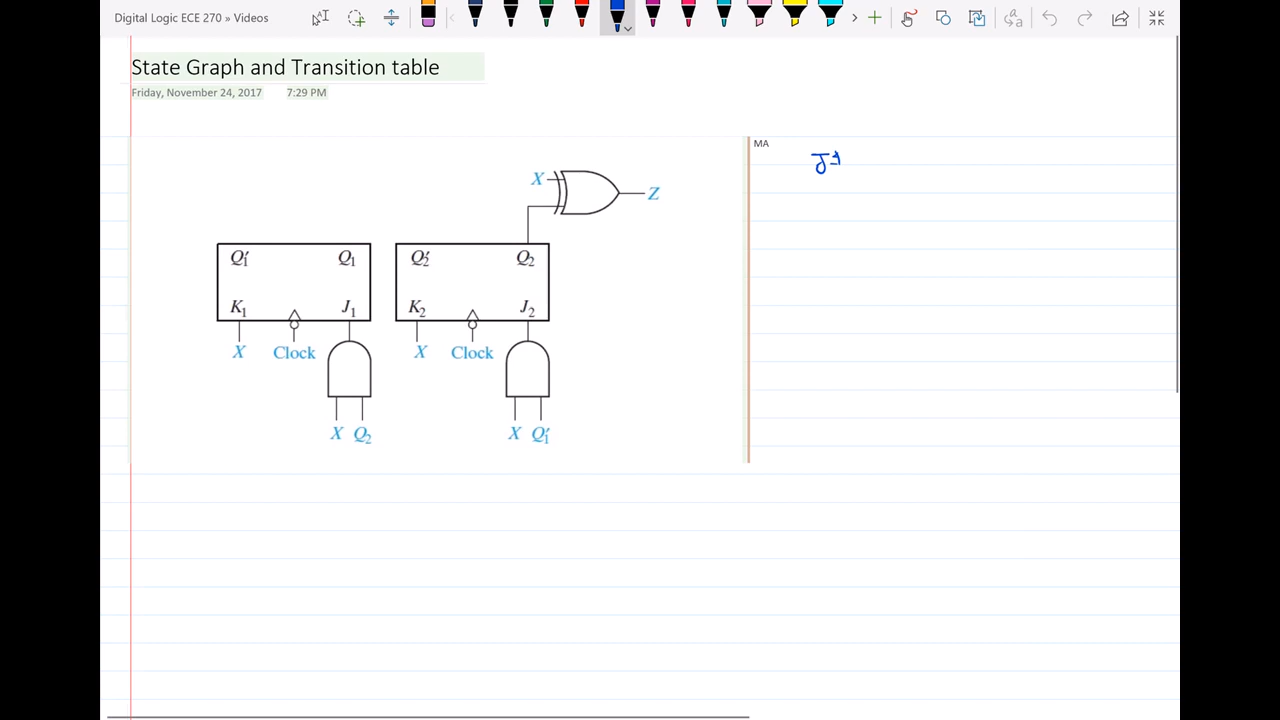 Digital Logic ECE 270 » Videos
State Graph and Transition table
Friday, November 24, 2017 7:29 PM
MA
X
Z
Q₁′ Q₁ Q₂′ Q₂
K₁ J₁ K₂ J₂
X Clock X Clock
X Q₂ X Q₁′